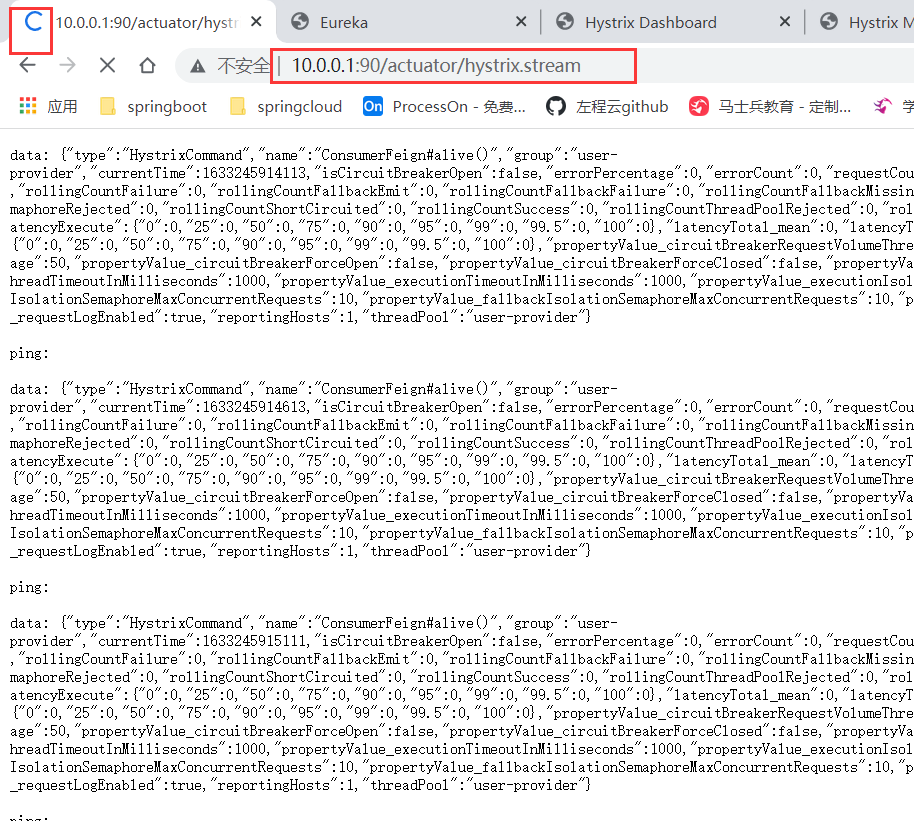 10.0.0.1:90/actuator/hystr
Eureka
Hystrix Dashboard
Hystrix M
不安全 | 10.0.0.1:90/actuator/hystrix.stream
应用 springboot springcloud On ProcessOn - 免费... 左程云github 马士兵教育 - 定制... 学
data: {"type":"HystrixCommand","name":"ConsumerFeign#alive()","group":"user-
provider","currentTime":1633245914113,"isCircuitBreakerOpen":false,"errorPercentage":0,"errorCount":0,"requestCou
,"rollingCountFailure":0,"rollingCountFallbackEmit":0,"rollingCountFallbackFailure":0,"rollingCountFallbackMissin
maphoreRejected":0,"rollingCountShortCircuited":0,"rollingCountSuccess":0,"rollingCountThreadPoolRejected":0,"rol
atencyExecute":{"0":0,"25":0,"50":0,"75":0,"90":0,"95":0,"99":0,"99.5":0,"100":0},"latencyTotal_mean":0,"latencyT
{"0":0,"25":0,"50":0,"75":0,"90":0,"95":0,"99":0,"99.5":0,"100":0},"propertyValue_circuitBreakerRequestVolumeThre
age":50,"propertyValue_circuitBreakerForceOpen":false,"propertyValue_circuitBreakerForceClosed":false,"propertyVa
hreadTimeoutInMilliseconds":1000,"propertyValue_executionTimeoutInMilliseconds":1000,"propertyValue_executionIsol
IsolationSemaphoreMaxConcurrentRequests":10,"propertyValue_fallbackIsolationSemaphoreMaxConcurrentRequests":10,"p
_requestLogEnabled":true,"reportingHosts":1,"threadPool":"user-provider"}
ping:
data: {"type":"HystrixCommand","name":"ConsumerFeign#alive()","group":"user-
provider","currentTime":1633245914613,"isCircuitBreakerOpen":false,"errorPercentage":0,"errorCount":0,"requestCou
,"rollingCountFailure":0,"rollingCountFallbackEmit":0,"rollingCountFallbackFailure":0,"rollingCountFallbackMissin
maphoreRejected":0,"rollingCountShortCircuited":0,"rollingCountSuccess":0,"rollingCountThreadPoolRejected":0,"rol
atencyExecute":{"0":0,"25":0,"50":0,"75":0,"90":0,"95":0,"99":0,"99.5":0,"100":0},"latencyTotal_mean":0,"latencyT
{"0":0,"25":0,"50":0,"75":0,"90":0,"95":0,"99":0,"99.5":0,"100":0},"propertyValue_circuitBreakerRequestVolumeThre
age":50,"propertyValue_circuitBreakerForceOpen":false,"propertyValue_circuitBreakerForceClosed":false,"propertyVa
hreadTimeoutInMilliseconds":1000,"propertyValue_executionTimeoutInMilliseconds":1000,"propertyValue_executionIsol
IsolationSemaphoreMaxConcurrentRequests":10,"propertyValue_fallbackIsolationSemaphoreMaxConcurrentRequests":10,"p
_requestLogEnabled":true,"reportingHosts":1,"threadPool":"user-provider"}
ping:
data: {"type":"HystrixCommand","name":"ConsumerFeign#alive()","group":"user-
provider","currentTime":1633245915111,"isCircuitBreakerOpen":false,"errorPercentage":0,"errorCount":0,"requestCou
,"rollingCountFailure":0,"rollingCountFallbackEmit":0,"rollingCountFallbackFailure":0,"rollingCountFallbackMissin
maphoreRejected":0,"rollingCountShortCircuited":0,"rollingCountSuccess":0,"rollingCountThreadPoolRejected":0,"rol
atencyExecute":{"0":0,"25":0,"50":0,"75":0,"90":0,"95":0,"99":0,"99.5":0,"100":0},"latencyTotal_mean":0,"latencyT
{"0":0,"25":0,"50":0,"75":0,"90":0,"95":0,"99":0,"99.5":0,"100":0},"propertyValue_circuitBreakerRequestVolumeThre
age":50,"propertyValue_circuitBreakerForceOpen":false,"propertyValue_circuitBreakerForceClosed":false,"propertyVa
hreadTimeoutInMilliseconds":1000,"propertyValue_executionTimeoutInMilliseconds":1000,"propertyValue_executionIsol
IsolationSemaphoreMaxConcurrentRequests":10,"propertyValue_fallbackIsolationSemaphoreMaxConcurrentRequests":10,"p
_requestLogEnabled":true,"reportingHosts":1,"threadPool":"user-provider"}
ping: